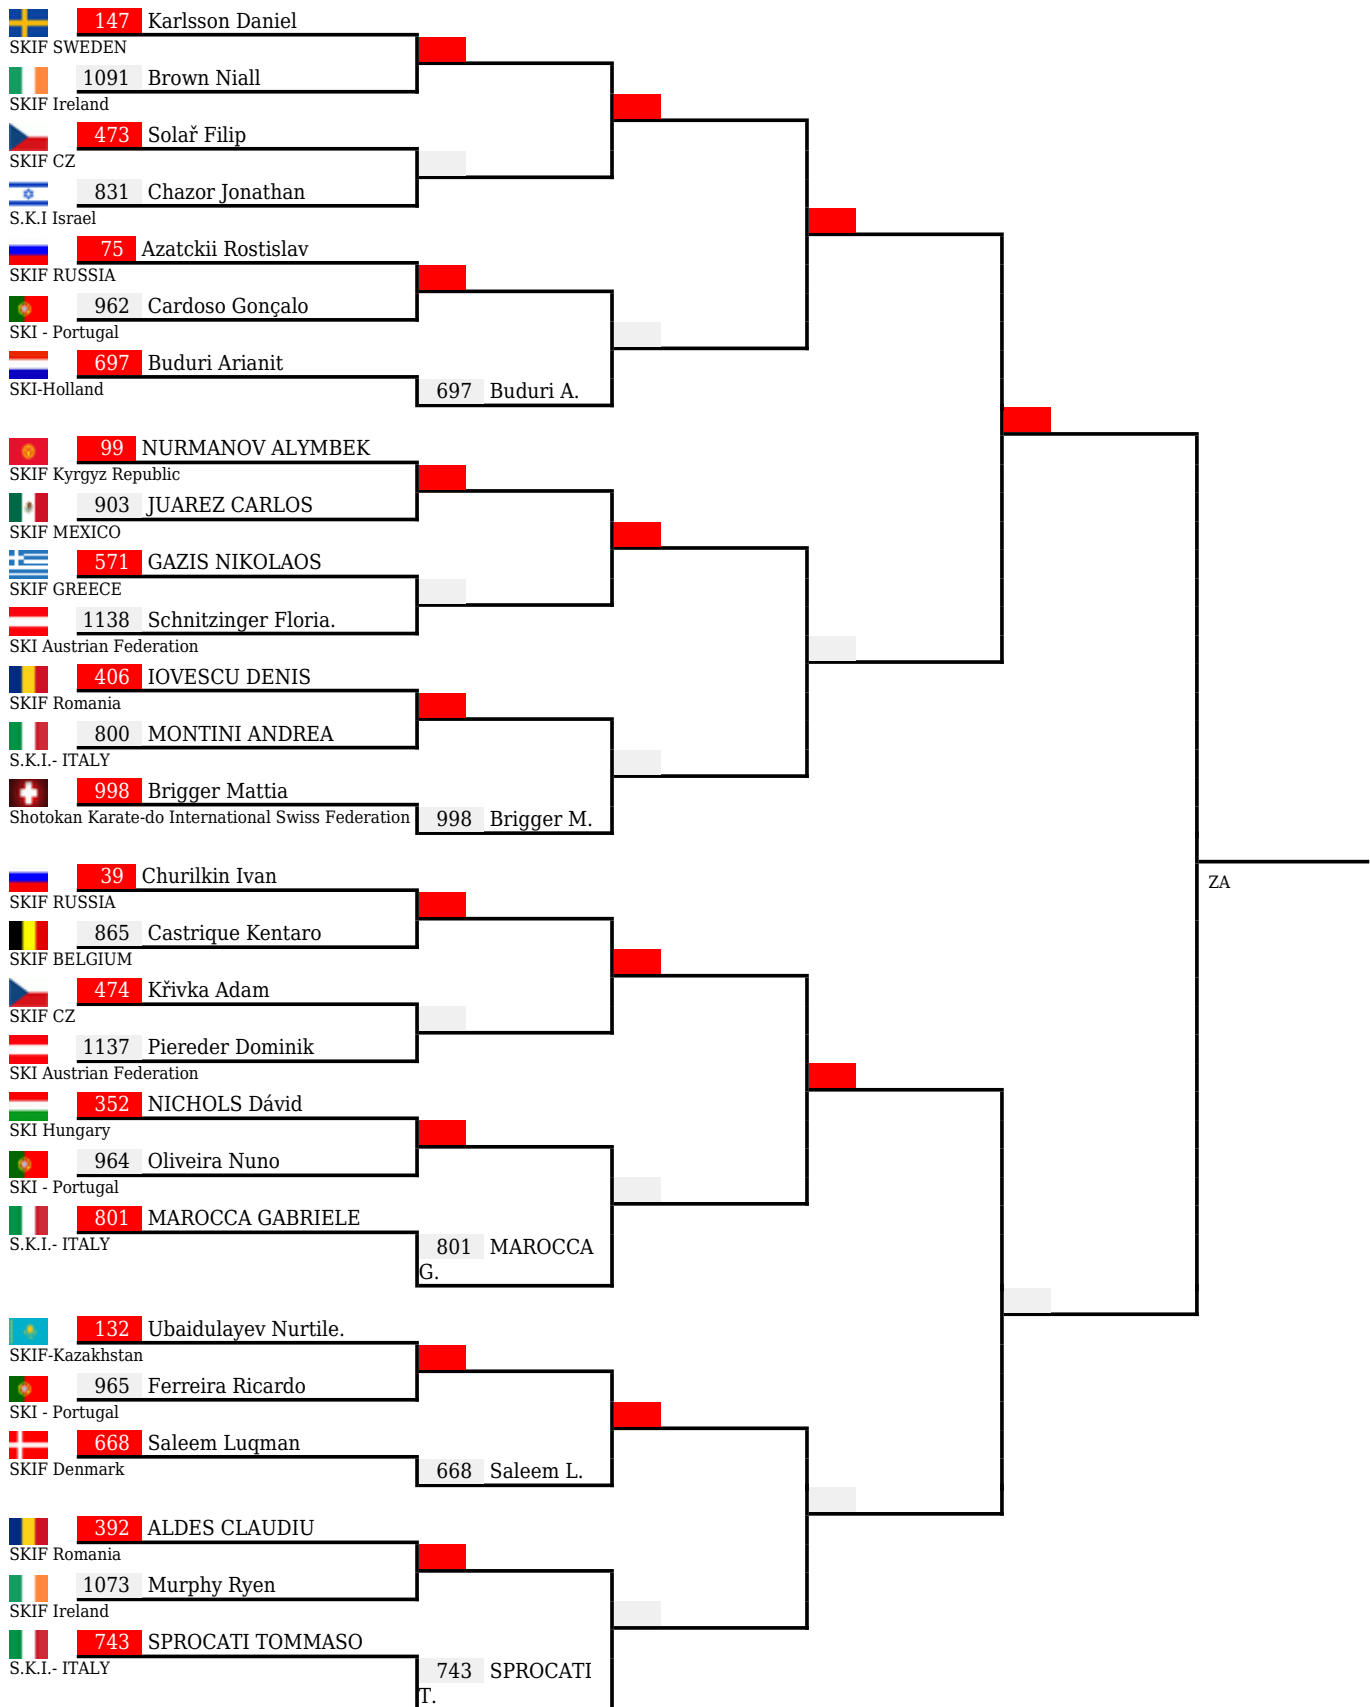 147 Karlsson Daniel
SKIF SWEDEN
1091 Brown Niall
SKIF Ireland
473 Solař Filip
SKIF CZ
831 Chazor Jonathan
S.K.I Israel
75 Azatckii Rostislav
SKIF RUSSIA
962 Cardoso Gonçalo
SKI - Portugal
697 Buduri Arianit
SKI-Holland
697 Buduri A.
99 NURMANOV ALYMBEK
SKIF Kyrgyz Republic
903 JUAREZ CARLOS
SKIF MEXICO
571 GAZIS NIKOLAOS
SKIF GREECE
1138 Schnitzinger Floria.
SKI Austrian Federation
406 IOVESCU DENIS
SKIF Romania
800 MONTINI ANDREA
S.K.I.- ITALY
998 Brigger Mattia
Shotokan Karate-do International Swiss Federation
998 Brigger M.
39 Churilkin Ivan
SKIF RUSSIA
ZA
865 Castrique Kentaro
SKIF BELGIUM
474 Křivka Adam
SKIF CZ
1137 Piereder Dominik
SKI Austrian Federation
352 NICHOLS Dávid
SKI Hungary
964 Oliveira Nuno
SKI - Portugal
801 MAROCCA GABRIELE
S.K.I.- ITALY
801 MAROCCA
G.
132 Ubaidulayev Nurtile.
SKIF-Kazakhstan
965 Ferreira Ricardo
SKI - Portugal
668 Saleem Luqman
SKIF Denmark
668 Saleem L.
392 ALDES CLAUDIU
SKIF Romania
1073 Murphy Ryen
SKIF Ireland
743 SPROCATI TOMMASO
S.K.I.- ITALY
743 SPROCATI
T.